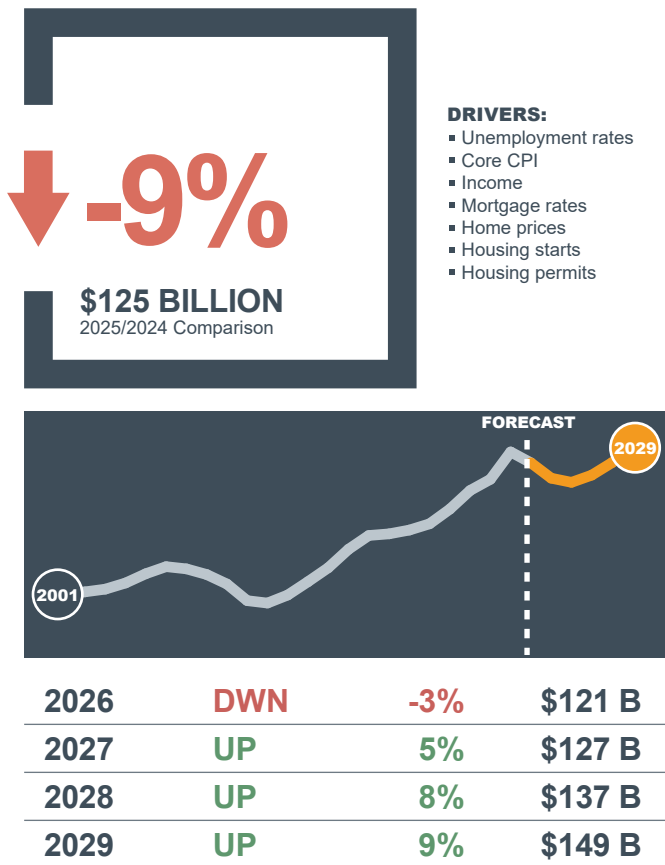 -9%
$125 BILLION
2025/2024 Comparison
DRIVERS:
▪ Unemployment rates
▪ Core CPI
▪ Income
▪ Mortgage rates
▪ Home prices
▪ Housing starts
▪ Housing permits
FORECAST
2029
2001
2026 DWN -3% $121 B
2027 UP 5% $127 B
2028 UP 8% $137 B
2029 UP 9% $149 B